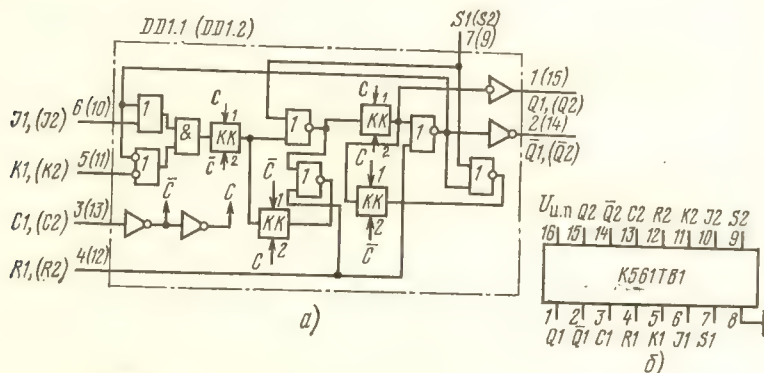 DD1.1 (DD1.2)
S1(S2)
7(9)
J1, (J2)
6(10)
K1, (K2)
5(11)
C1, (C2)
3(13)
R1, (R2)
4(12)
1
1
&
C
KK
1
2
C̅
C̅
C
1
C̅
KK
1
2
C
1
C
KK
1
2
C̅
C̅
KK
1
2
C̅
1
1
1(15)
Q1, (Q2)
2(14)
Q̅1, (Q̅2)
а)
Uи.п Q2 Q̅2 C2 R2 K2 J2 S2
16 15 14 13 12 11 10 9
К561ТВ1
1 2 3 4 5 6 7 8
Q1 Q̅1 C1 R1 K1 J1 S1
б)